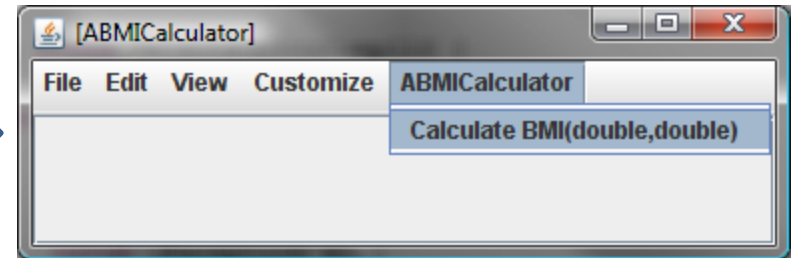 [ABMICalculator]
File Edit View Customize ABMICalculator
Calculate BMI(double,double)